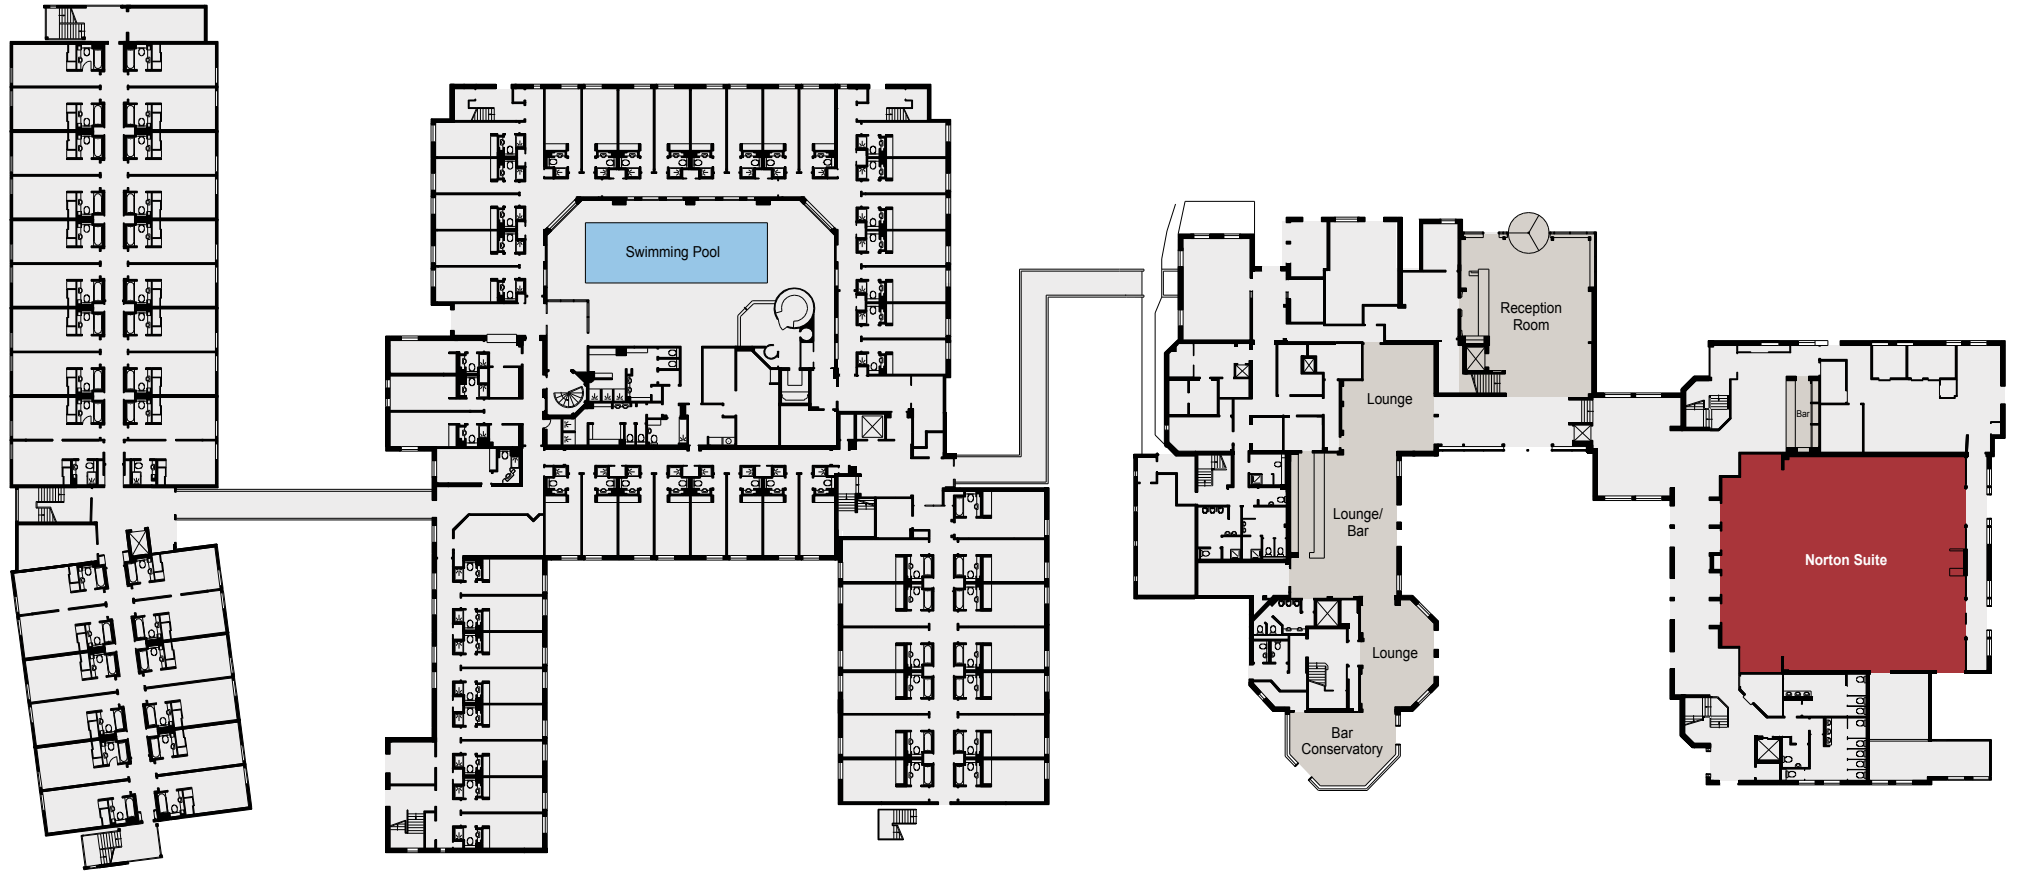 Swimming Pool
Reception
Room
Lounge
Bar
Lounge/
Bar
Norton Suite
Lounge
Bar
Conservatory